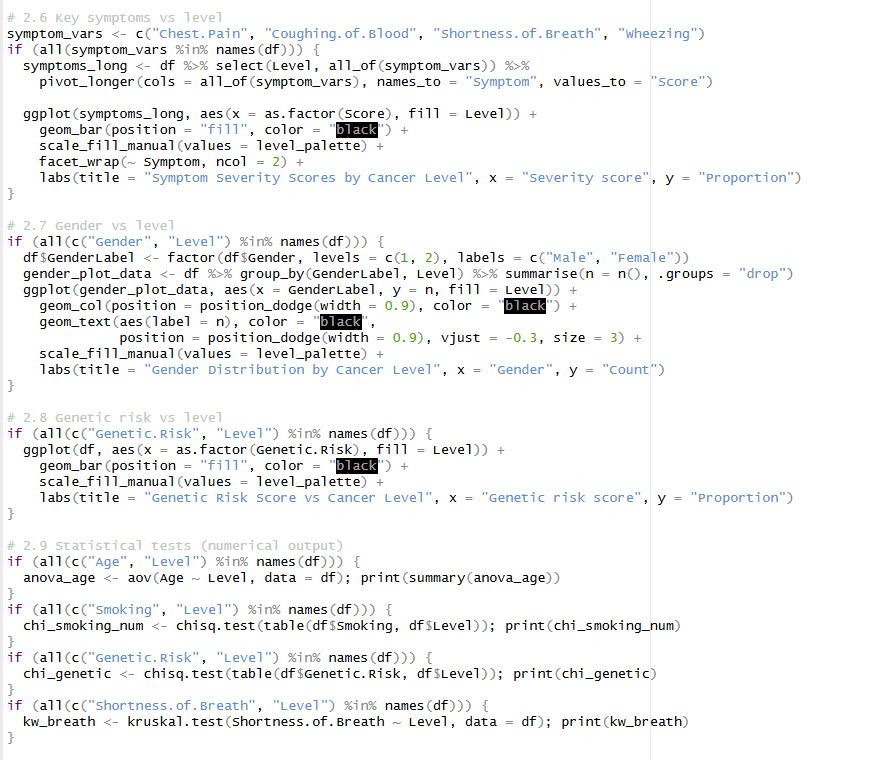 # 2.6 Key symptoms vs level
symptom_vars <- c("Chest.Pain", "Coughing.of.Blood", "Shortness.of.Breath", "Wheezing")
if (all(symptom_vars %in% names(df))) {
  symptoms_long <- df %>% select(Level, all_of(symptom_vars)) %>%
    pivot_longer(cols = all_of(symptom_vars), names_to = "Symptom", values_to = "Score")

  ggplot(symptoms_long, aes(x = as.factor(Score), fill = Level)) +
    geom_bar(position = "fill", color = "black") +
    scale_fill_manual(values = level_palette) +
    facet_wrap(~ Symptom, ncol = 2) +
    labs(title = "Symptom Severity Scores by Cancer Level", x = "Severity score", y = "Proportion")
}

# 2.7 Gender vs level
if (all(c("Gender", "Level") %in% names(df))) {
  df$GenderLabel <- factor(df$Gender, levels = c(1, 2), labels = c("Male", "Female"))
  gender_plot_data <- df %>% group_by(GenderLabel, Level) %>% summarise(n = n(), .groups = "drop")
  ggplot(gender_plot_data, aes(x = GenderLabel, y = n, fill = Level)) +
    geom_col(position = position_dodge(width = 0.9), color = "black") +
    geom_text(aes(label = n), color = "black",
              position = position_dodge(width = 0.9), vjust = -0.3, size = 3) +
    scale_fill_manual(values = level_palette) +
    labs(title = "Gender Distribution by Cancer Level", x = "Gender", y = "Count")
}

# 2.8 Genetic risk vs level
if (all(c("Genetic.Risk", "Level") %in% names(df))) {
  ggplot(df, aes(x = as.factor(Genetic.Risk), fill = Level)) +
    geom_bar(position = "fill", color = "black") +
    scale_fill_manual(values = level_palette) +
    labs(title = "Genetic Risk Score vs Cancer Level", x = "Genetic risk score", y = "Proportion")
}

# 2.9 Statistical tests (numerical output)
if (all(c("Age", "Level") %in% names(df))) {
  anova_age <- aov(Age ~ Level, data = df); print(summary(anova_age))
}
if (all(c("Smoking", "Level") %in% names(df))) {
  chi_smoking_num <- chisq.test(table(df$Smoking, df$Level)); print(chi_smoking_num)
}
if (all(c("Genetic.Risk", "Level") %in% names(df))) {
  chi_genetic <- chisq.test(table(df$Genetic.Risk, df$Level)); print(chi_genetic)
}
if (all(c("Shortness.of.Breath", "Level") %in% names(df))) {
  kw_breath <- kruskal.test(Shortness.of.Breath ~ Level, data = df); print(kw_breath)
}